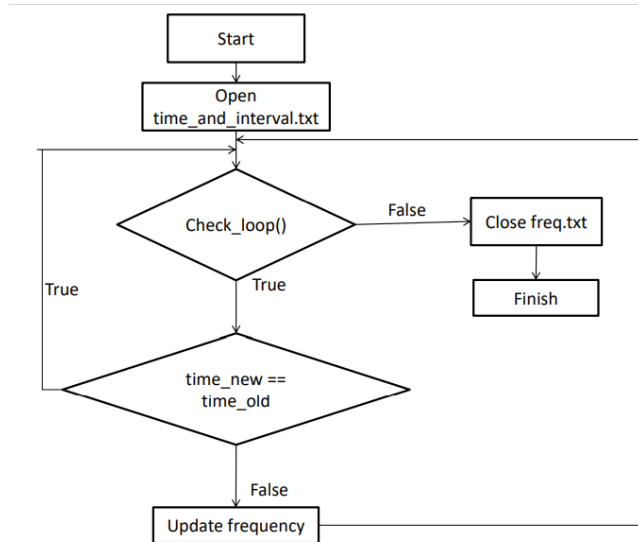 Start
Open
time_and_interval.txt
Check_loop()
False
Close freq.txt
True
True
Finish
time_new ==
time_old
False
Update frequency